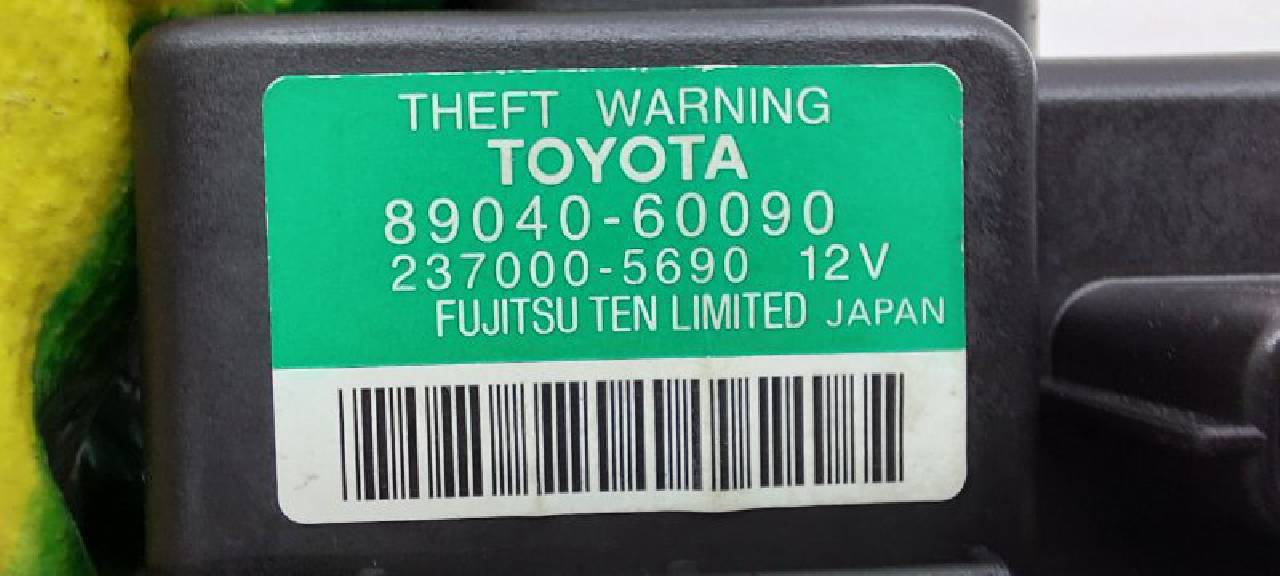 THEFT WARNING
TOYOTA
89040-60090
237000-5690 12V
FUJITSU TEN LIMITED JAPAN